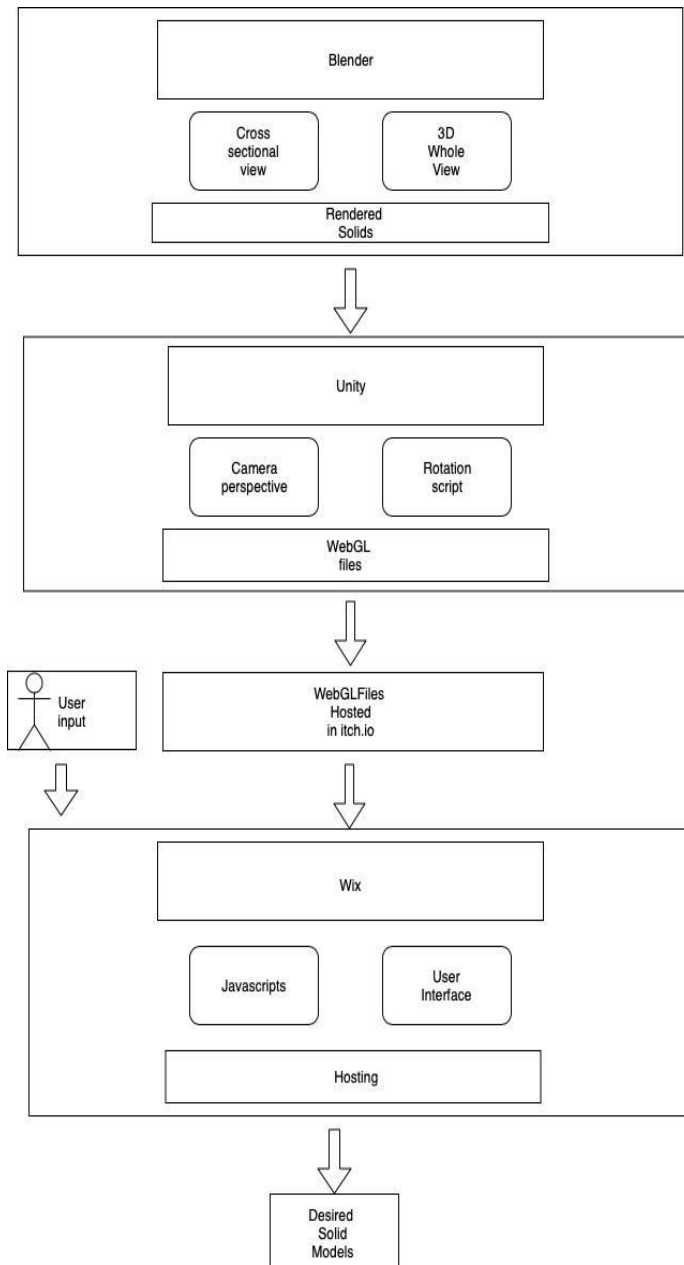 Blender
Cross
sectional
view
3D
Whole
View
Rendered
Solids
Unity
Camera
perspective
Rotation
script
WebGL
files
User
input
WebGLFiles
Hosted
in itch.io
Wix
Javascripts
User
Interface
Hosting
Desired
Solid
Models